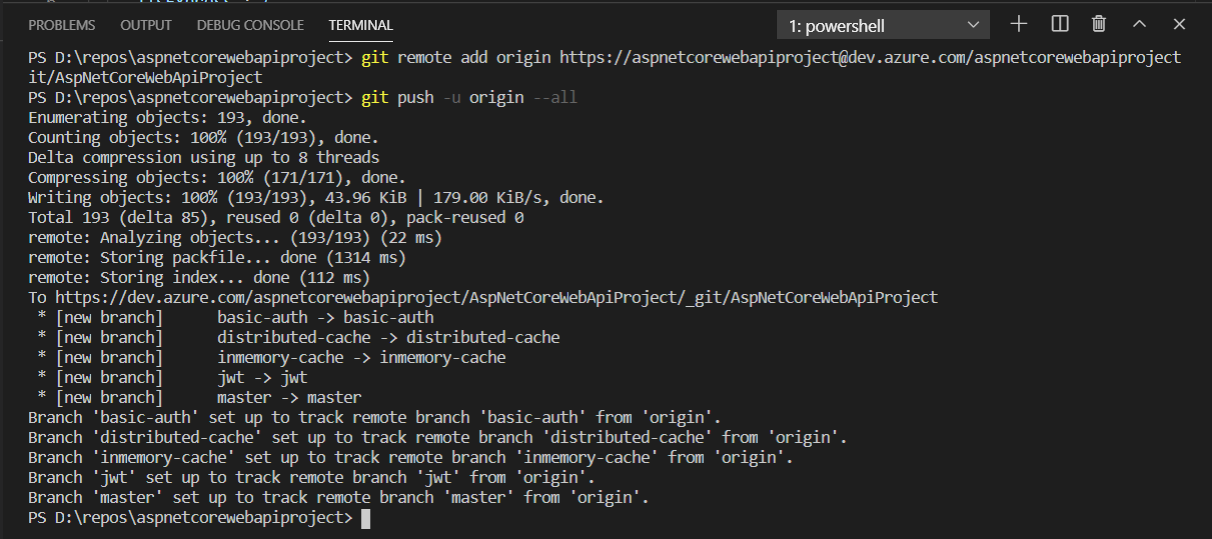 PROBLEMS OUTPUT DEBUG CONSOLE TERMINAL 1: powershell
PS D:\repos\aspnetcorewebapiproject> git remote add origin https://aspnetcorewebapiproject@dev.azure.com/aspnetcorewebapiproject
it/AspNetCoreWebApiProject
PS D:\repos\aspnetcorewebapiproject> git push -u origin --all
Enumerating objects: 193, done.
Counting objects: 100% (193/193), done.
Delta compression using up to 8 threads
Compressing objects: 100% (171/171), done.
Writing objects: 100% (193/193), 43.96 KiB | 179.00 KiB/s, done.
Total 193 (delta 85), reused 0 (delta 0), pack-reused 0
remote: Analyzing objects... (193/193) (22 ms)
remote: Storing packfile... done (1314 ms)
remote: Storing index... done (112 ms)
To https://dev.azure.com/aspnetcorewebapiproject/AspNetCoreWebApiProject/_git/AspNetCoreWebApiProject
 * [new branch]      basic-auth -> basic-auth
 * [new branch]      distributed-cache -> distributed-cache
 * [new branch]      inmemory-cache -> inmemory-cache
 * [new branch]      jwt -> jwt
 * [new branch]      master -> master
Branch 'basic-auth' set up to track remote branch 'basic-auth' from 'origin'.
Branch 'distributed-cache' set up to track remote branch 'distributed-cache' from 'origin'.
Branch 'inmemory-cache' set up to track remote branch 'inmemory-cache' from 'origin'.
Branch 'jwt' set up to track remote branch 'jwt' from 'origin'.
Branch 'master' set up to track remote branch 'master' from 'origin'.
PS D:\repos\aspnetcorewebapiproject>